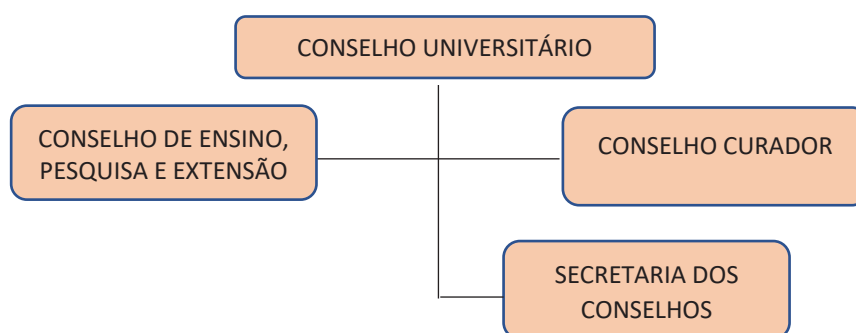 CONSELHO UNIVERSITÁRIO
CONSELHO DE ENSINO,
PESQUISA E EXTENSÃO
CONSELHO CURADOR
SECRETARIA DOS
CONSELHOS